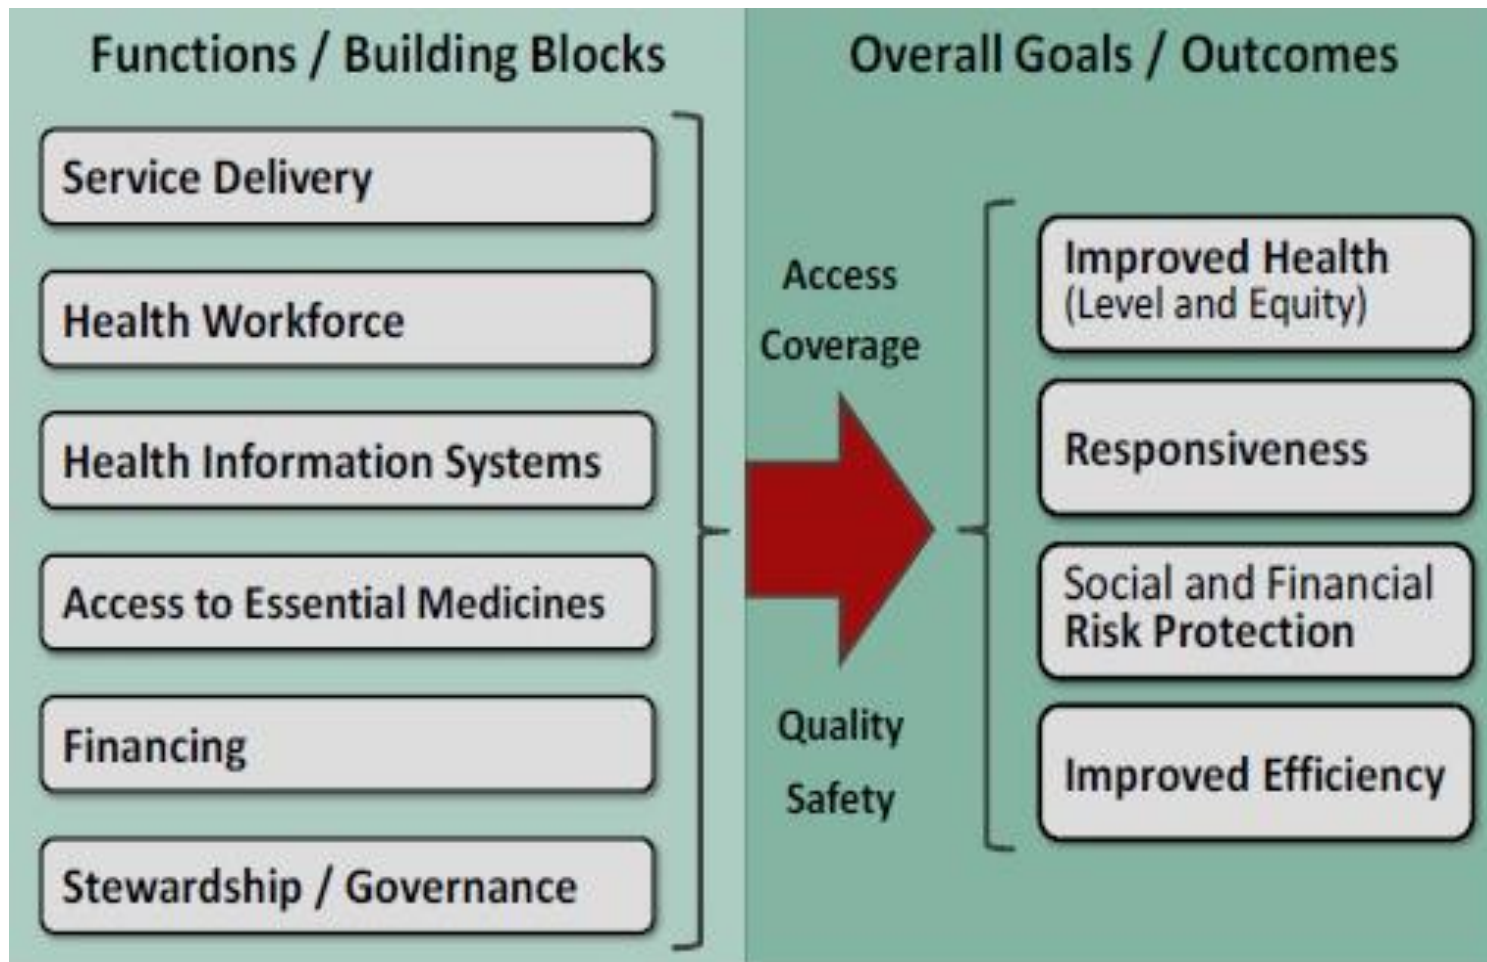 Functions / Building Blocks
Service Delivery
Health Workforce
Health Information Systems
Access to Essential Medicines
Financing
Stewardship / Governance
Overall Goals / Outcomes
Access
Coverage
Quality
Safety
Improved Health
(Level and Equity)
Responsiveness
Social and Financial
Risk Protection
Improved Efficiency